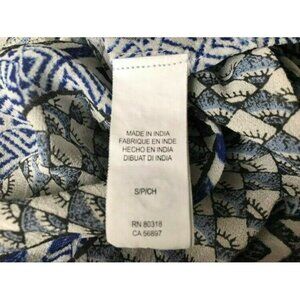 MADE IN INDIA
FABRIQUE EN INDE
HECHO EN INDIA
DIBUAT DI INDIA
S/P/CH
RN 80318
CA 56897